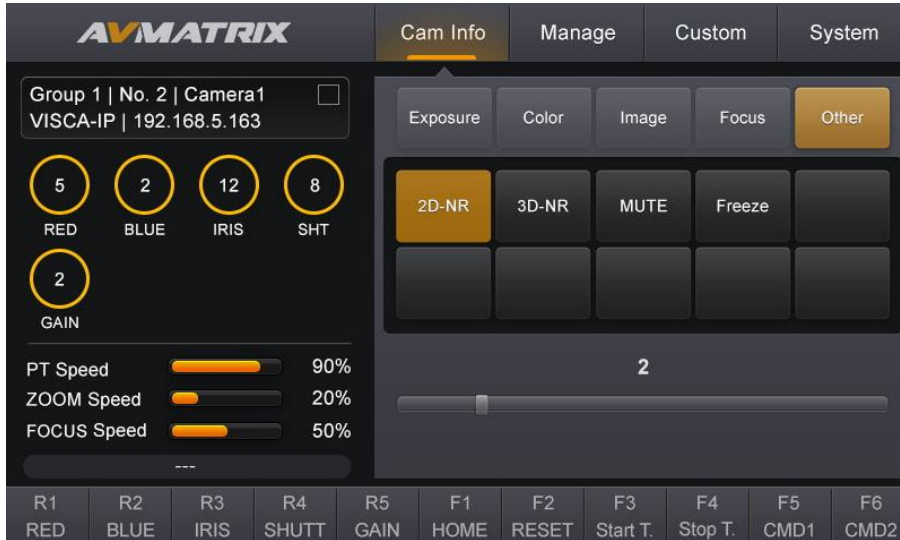 AVMATRIX
Cam Info Manage Custom System
Group 1 | No. 2 | Camera1
VISCA-IP | 192.168.5.163
5 2 12 8
RED BLUE IRIS SHT
2
GAIN
PT Speed 90%
ZOOM Speed 20%
FOCUS Speed 50%
---
Exposure Color Image Focus Other
2D-NR 3D-NR MUTE Freeze
2
R1 R2 R3 R4 R5 F1 F2 F3 F4 F5 F6
RED BLUE IRIS SHUTT GAIN HOME RESET Start T. Stop T. CMD1 CMD2